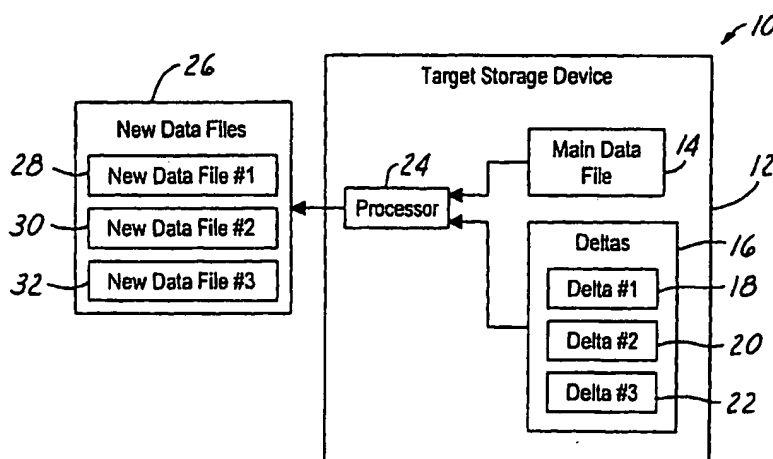 10
26
Target Storage Device
New Data Files
28
New Data File #1
24
Main Data
File
14
12
Processor
30
New Data File #2
Deltas
16
32
New Data File #3
Delta #1
18
Delta #2
20
Delta #3
22